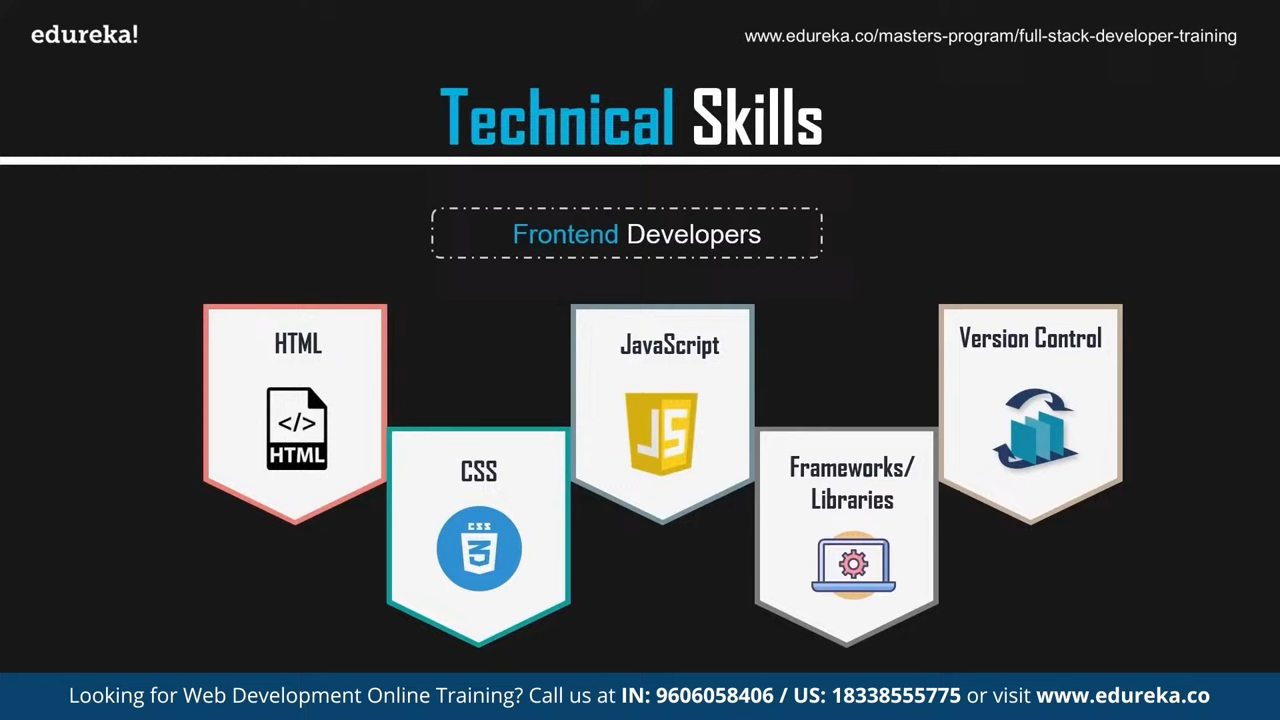 edureka!
www.edureka.co/masters-program/full-stack-developer-training
Technical Skills
Frontend Developers
HTML
</>
HTML
CSS
CSS
3
JavaScript
JS
Frameworks/
Libraries
Version Control
Looking for Web Development Online Training? Call us at IN: 9606058406 / US: 18338555775 or visit www.edureka.co